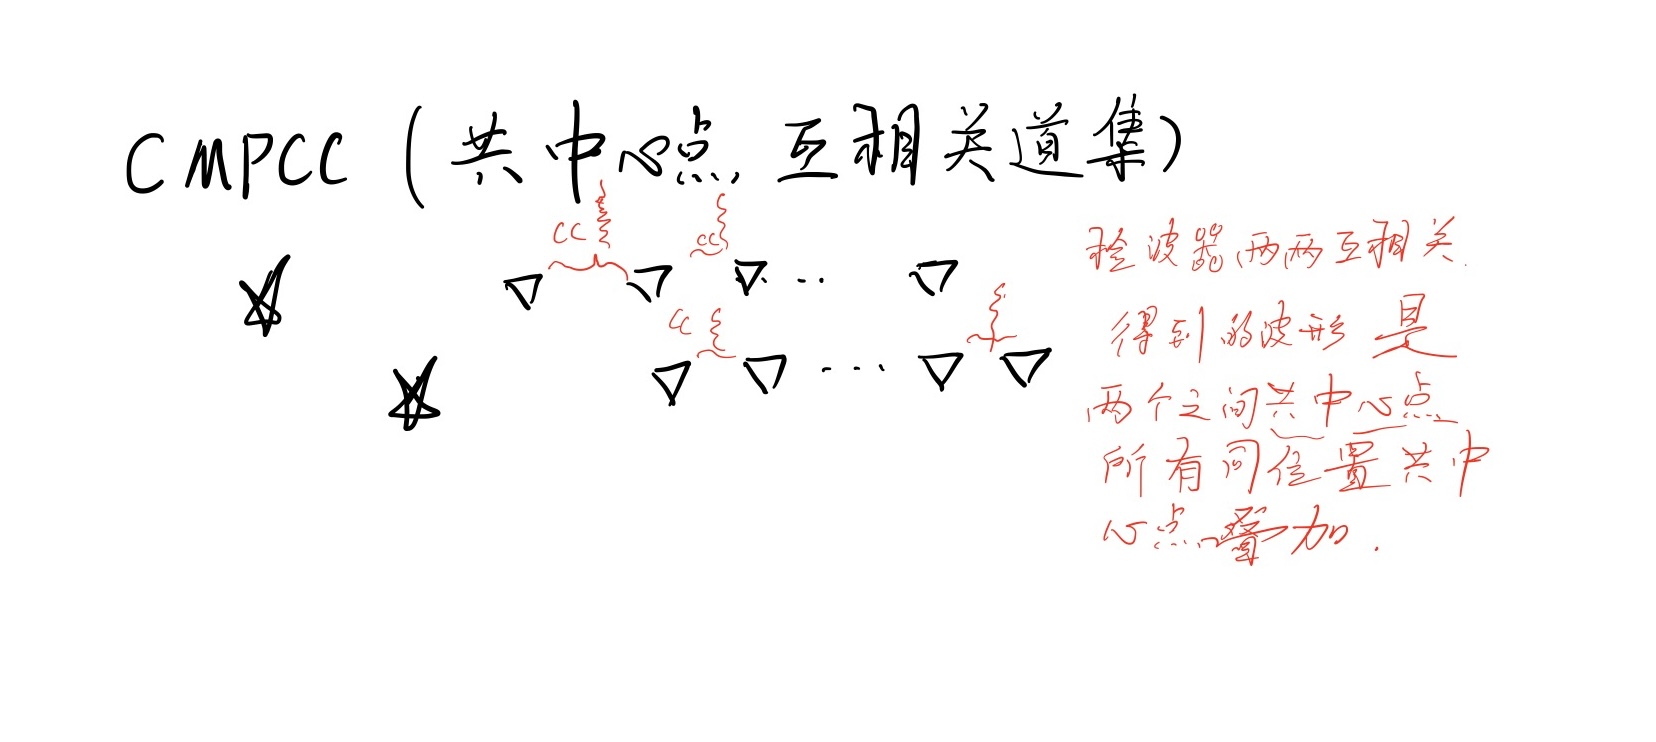 CMPCC (共中心点互相关道集)
CC
CC
CC
检波器两两互相关.
得到的波形是
两个之间共中心点
所有同位置共中
心点叠加.